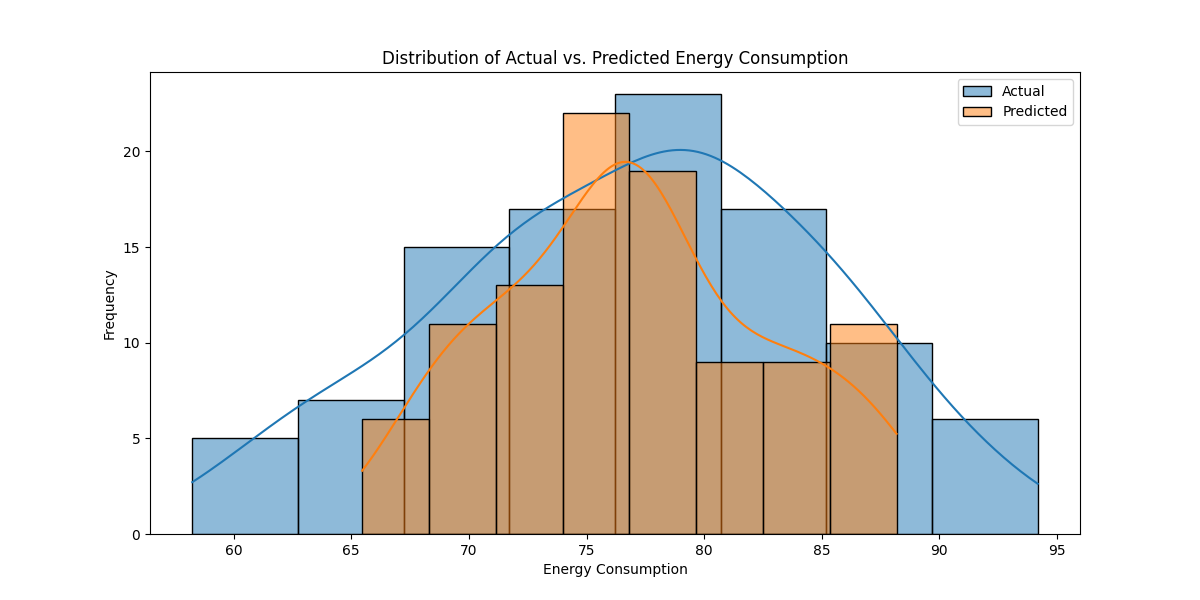 Distribution of Actual vs. Predicted Energy Consumption
Actual
Predicted
Frequency
20
15
10
5
0
60 65 70 75 80 85 90 95
Energy Consumption